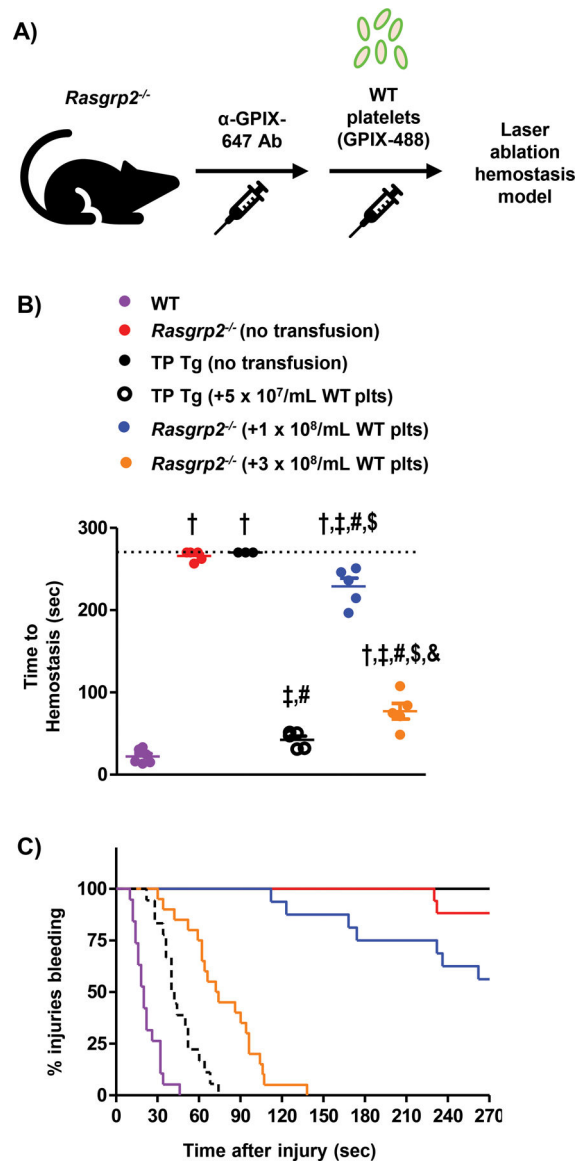 A)
Rasgrp2-/-
α-GPIX-
647 Ab
WT
platelets
(GPIX-488)
Laser
ablation
hemostasis
model
B)
WT
Rasgrp2-/- (no transfusion)
TP Tg (no transfusion)
TP Tg (+5 x 10⁷/mL WT plts)
Rasgrp2-/- (+1 x 10⁸/mL WT plts)
Rasgrp2-/- (+3 x 10⁸/mL WT plts)
Time to
Hemostasis (sec)
300
200
100
0
†
†
†,‡,#,$
‡,#
†,‡,#,$,&
C)
% injuries bleeding
100
75
50
25
0
0 30 60 90 120 150 180 210 240 270
Time after injury (sec)